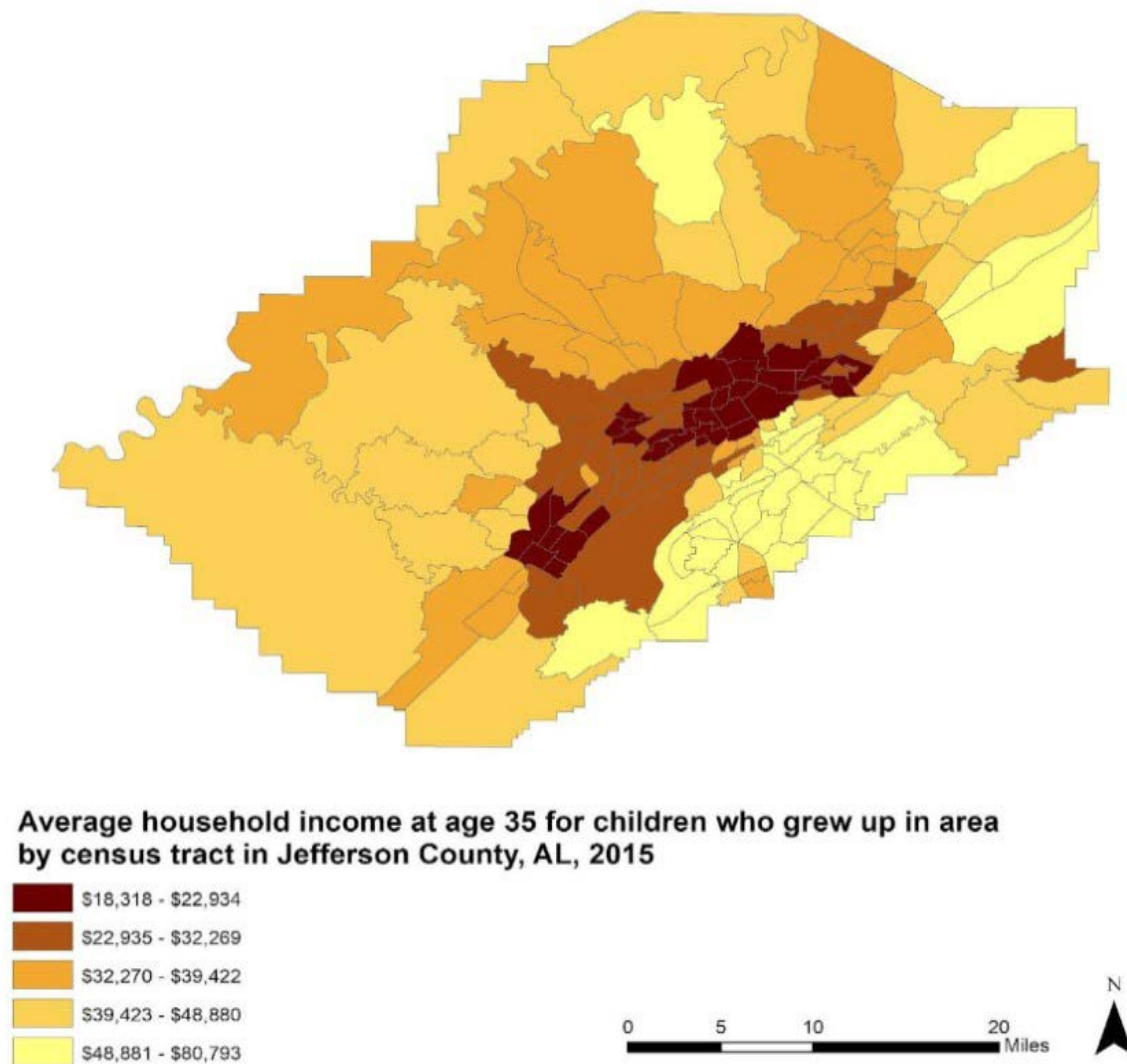 Average household income at age 35 for children who grew up in area
by census tract in Jefferson County, AL, 2015
$18,318 - $22,934
$22,935 - $32,269
$32,270 - $39,422
$39,423 - $48,880
$48,881 - $80,793
0 5 10 20
Miles
N